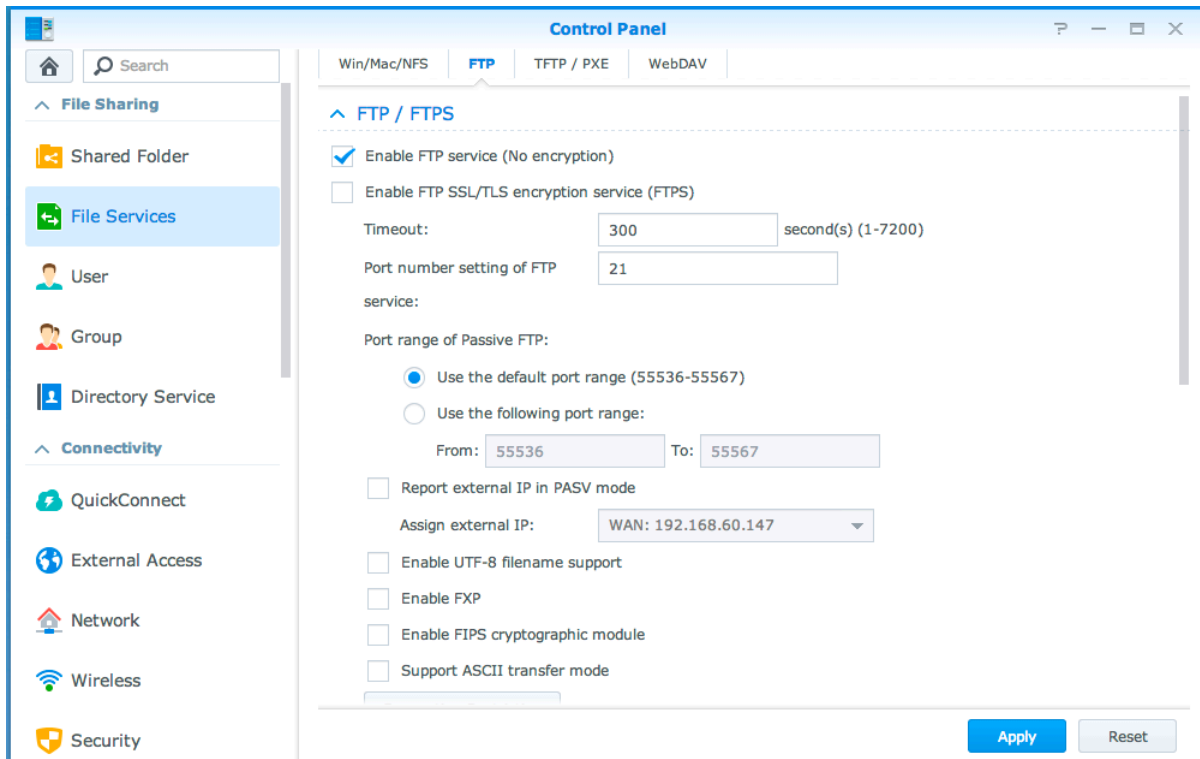 Control Panel
Search
Win/Mac/NFS FTP TFTP / PXE WebDAV
File Sharing
Shared Folder
File Services
User
Group
Directory Service
Connectivity
QuickConnect
External Access
Network
Wireless
Security
FTP / FTPS
Enable FTP service (No encryption)
Enable FTP SSL/TLS encryption service (FTPS)
Timeout: 300 second(s) (1-7200)
Port number setting of FTP 21
service:
Port range of Passive FTP:
Use the default port range (55536-55567)
Use the following port range:
From: 55536 To: 55567
Report external IP in PASV mode
Assign external IP: WAN: 192.168.60.147
Enable UTF-8 filename support
Enable FXP
Enable FIPS cryptographic module
Support ASCII transfer mode
Apply Reset